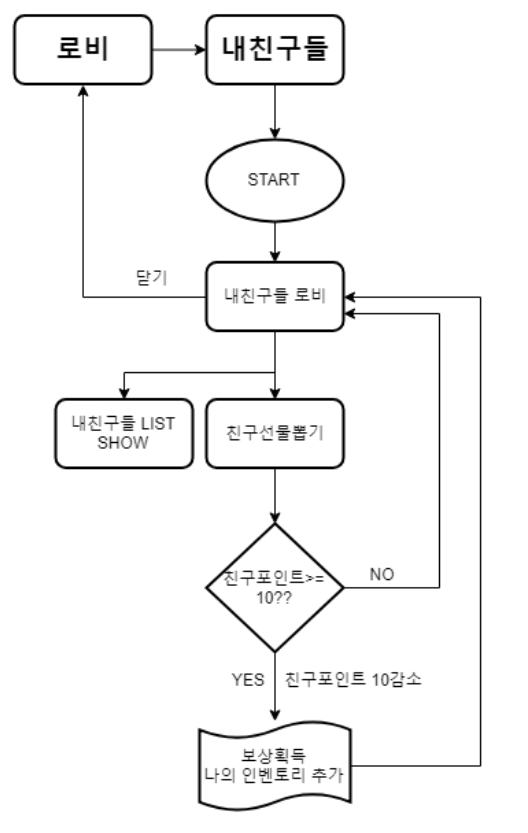 로비
내친구들
START
내친구들 로비
닫기
내친구들 LIST
SHOW
친구선물뽑기
친구포인트>=
10??
NO
YES
친구포인트 10감소
보상획득
나의 인벤토리 추가